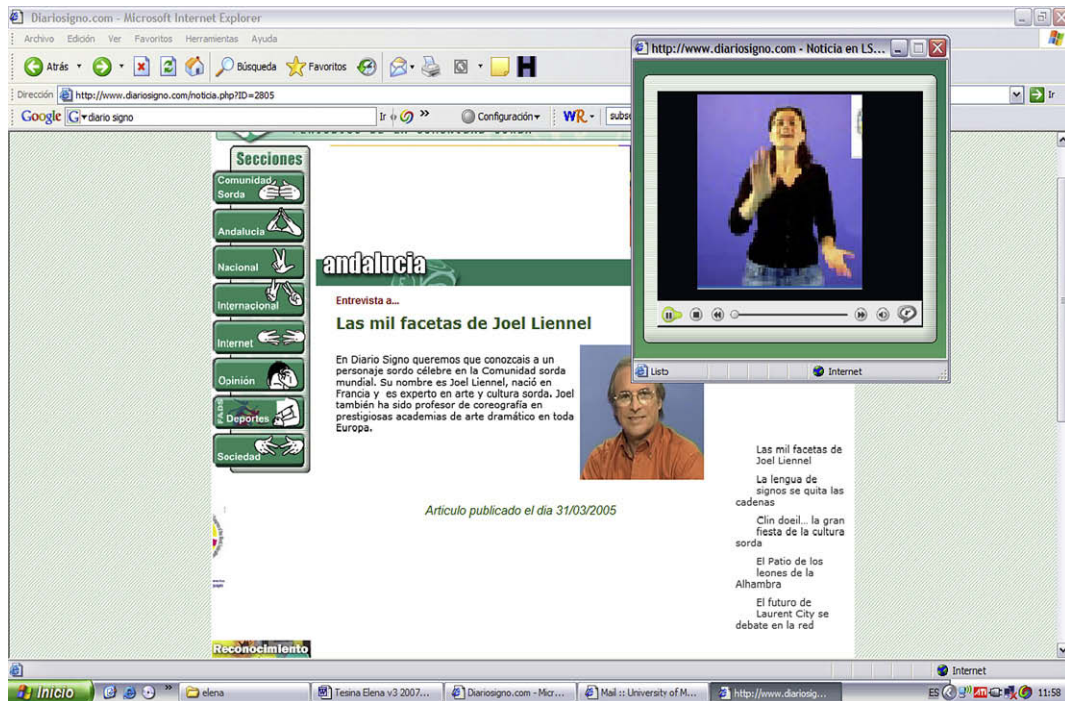 Diariosigno.com - Microsoft Internet Explorer
Archivo Edición Ver Favoritos Herramientas Ayuda
Atrás Búsqueda Favoritos H
Dirección http://www.diariosigno.com/noticia.php?ID=2805 Ir
Google G diario signo Ir Configuración WR
http://www.diariosigno.com - Noticia en LS...
Listo Internet
Secciones
Comunidad
Sorda
Andalucia
Nacional
Internacional
Internet
Opinión
FADS Deportes
Sociedad
Reconocimiento
andalucia
Entrevista a...
Las mil facetas de Joel Liennel
En Diario Signo queremos que conozcais a un
personaje sordo célebre en la Comunidad sorda
mundial. Su nombre es Joel Liennel, nació en
Francia y es experto en arte y cultura sorda. Joel
también ha sido profesor de coreografía en
prestigiosas academias de arte dramático en toda
Europa.
Articulo publicado el dia 31/03/2005
Las mil facetas de
Joel Liennel
La lengua de
signos se quita las
cadenas
Clin doeil... la gran
fiesta de la cultura
sorda
El Patio de los
leones de la
Alhambra
El futuro de
Laurent City se
debate en la red
Internet
Inicio elena Tesina Elena v3 2007... Diariosigno.com - Micr... Mail :: University of M... http://www.diariosig... ES 11:58